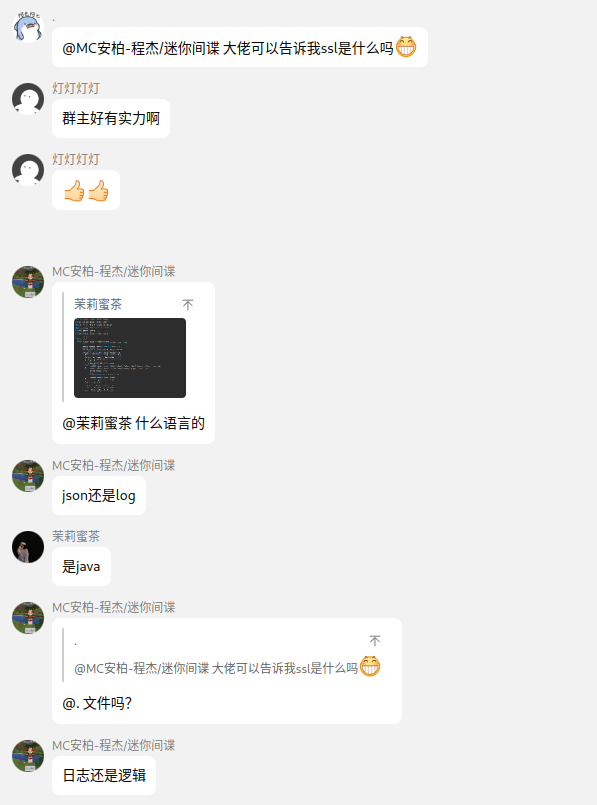 .
@MC安柏-程杰/迷你间谍 大佬可以告诉我ssl是什么吗😁
灯灯灯灯
群主好有实力啊
灯灯灯灯
👍👍
MC安柏-程杰/迷你间谍
茉莉蜜茶
@茉莉蜜茶 什么语言的
MC安柏-程杰/迷你间谍
json还是log
茉莉蜜茶
是java
MC安柏-程杰/迷你间谍
.
@MC安柏-程杰/迷你间谍 大佬可以告诉我ssl是什么吗😁
@. 文件吗?
MC安柏-程杰/迷你间谍
日志还是逻辑